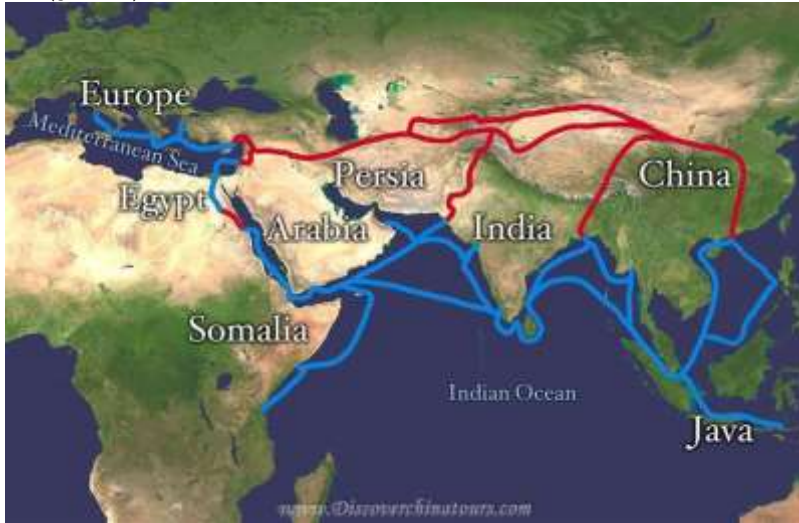 Europe
Mediterranean Sea
Egypt
Arabia
Persia
India
China
Somalia
Indian Ocean
Java
www.Discoverchinatours.com